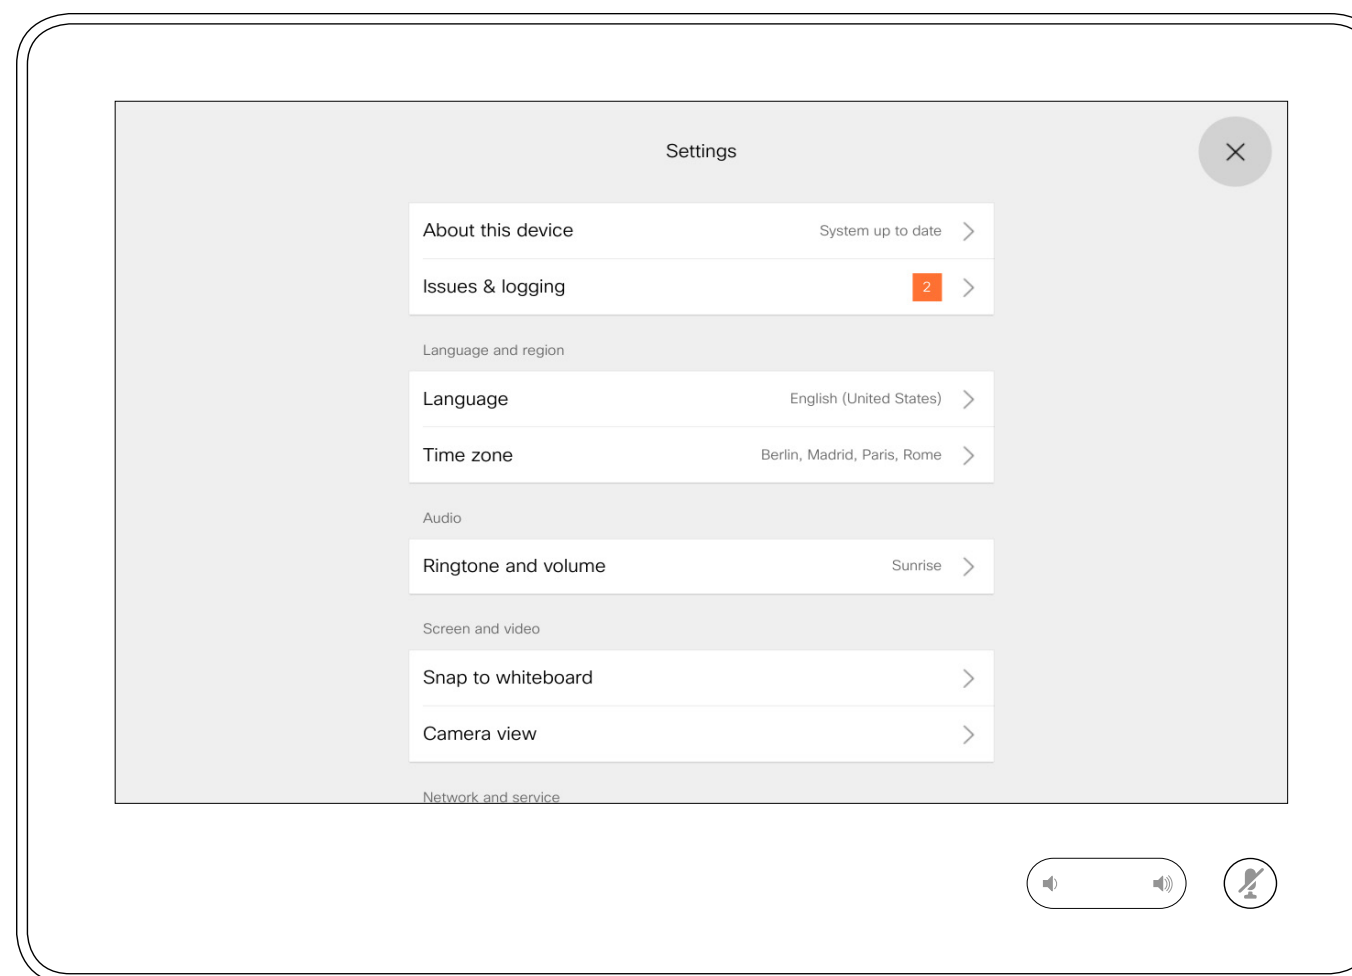 Settings
About this device System up to date
Issues & logging 2
Language and region
Language English (United States)
Time zone Berlin, Madrid, Paris, Rome
Audio
Ringtone and volume Sunrise
Screen and video
Snap to whiteboard
Camera view
Network and service